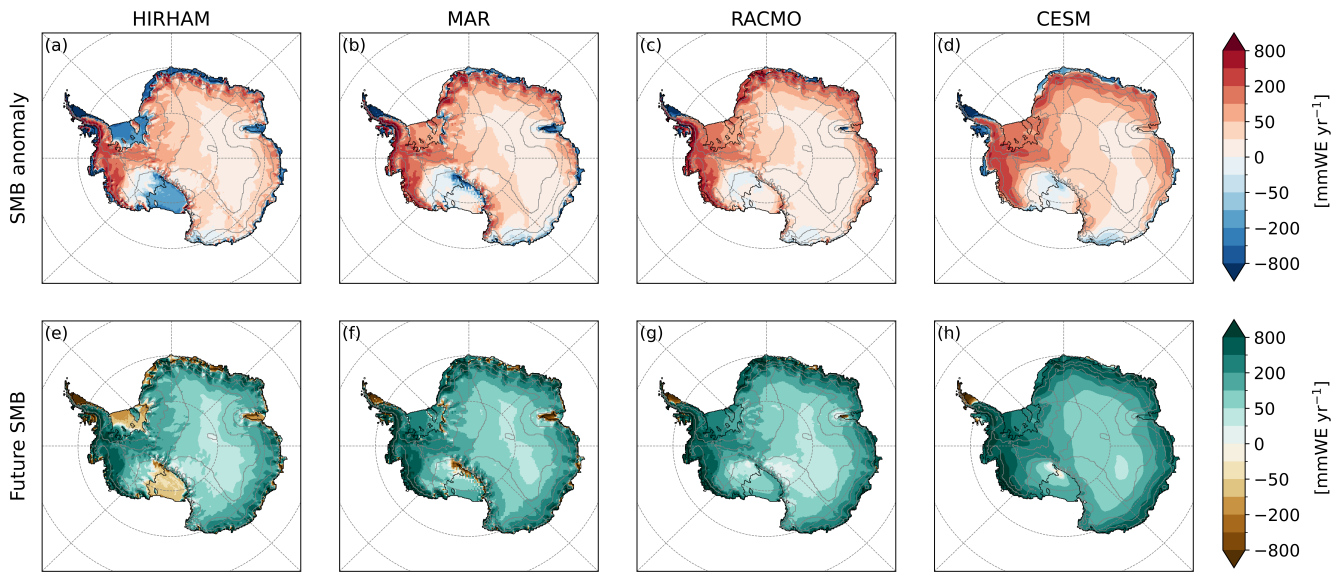 HIRHAM MAR RACMO CESM
(a) (b) (c) (d)
SMB anomaly
800
200
50
0
−50
−200
−800
[mmWE yr⁻¹]
(e) (f) (g) (h)
Future SMB
800
200
50
0
−50
−200
−800
[mmWE yr⁻¹]